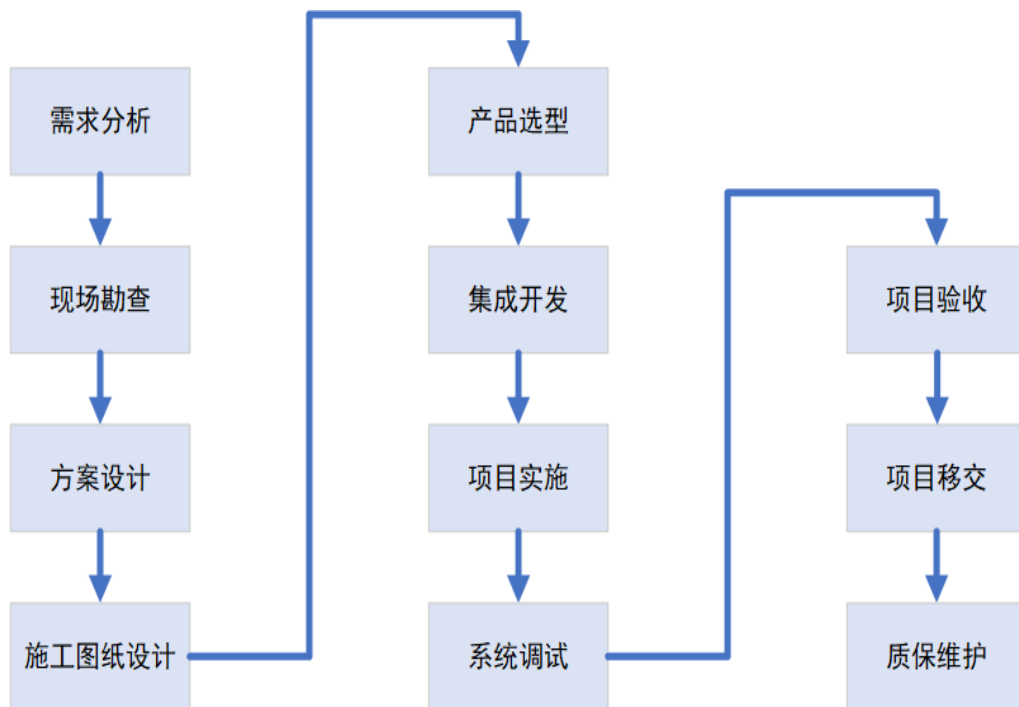 需求分析
现场勘查
方案设计
施工图纸设计
产品选型
集成开发
项目实施
系统调试
项目验收
项目移交
质保维护